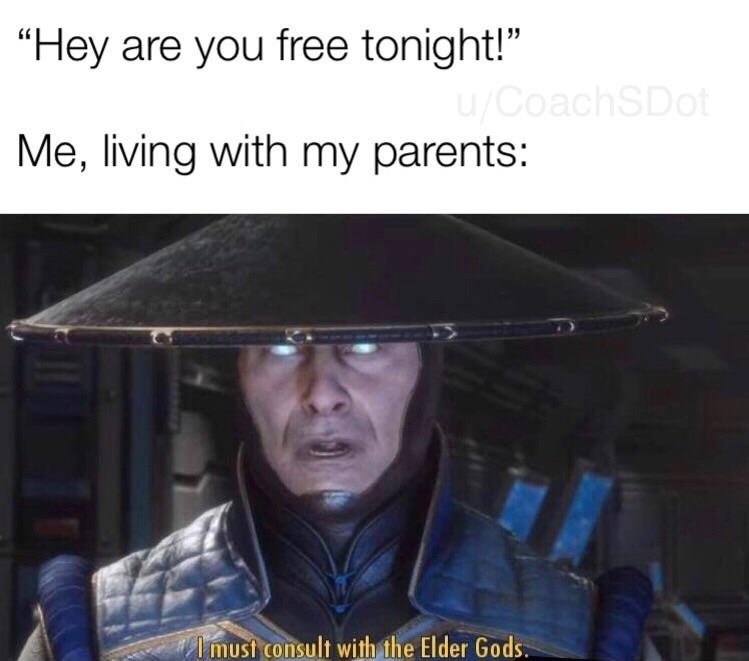 “Hey are you free tonight!”
u/CoachSDot
Me, living with my parents:
I must consult with the Elder Gods.